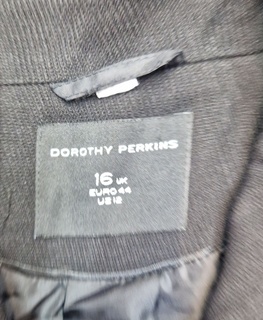 DOROTHY PERKINS
16 UK
EURO 44
US 12